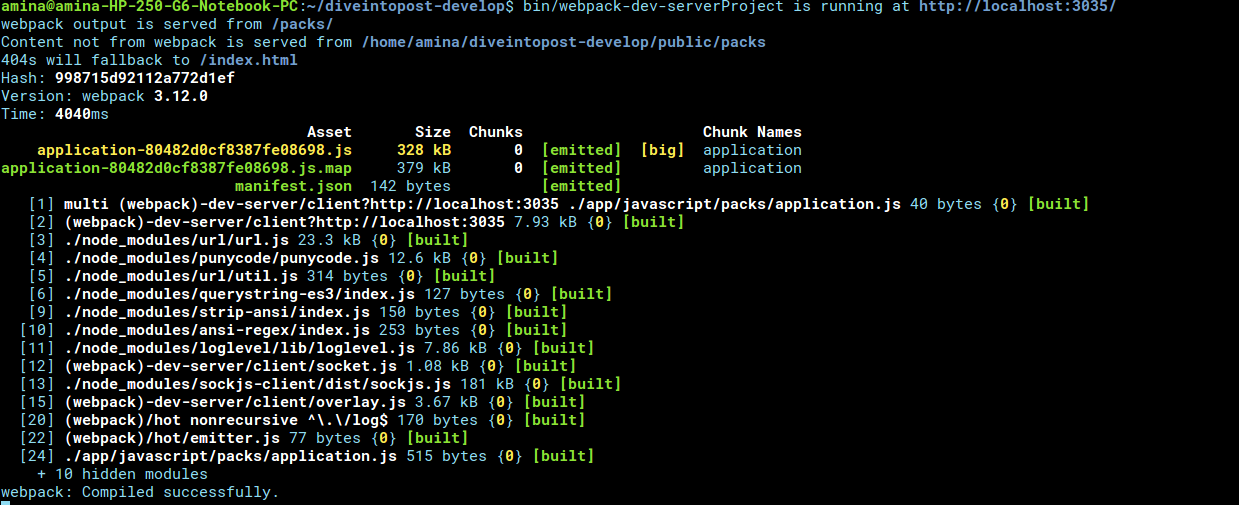 amina@amina-HP-250-G6-Notebook-PC:~/diveintopost-develop$ bin/webpack-dev-serverProject is running at http://localhost:3035/
webpack output is served from /packs/
Content not from webpack is served from /home/amina/diveintopost-develop/public/packs
404s will fallback to /index.html
Hash: 998715d92112a772d1ef
Version: webpack 3.12.0
Time: 4040ms
Asset Size Chunks Chunk Names
application-80482d0cf8387fe08698.js 328 kB 0 [emitted] [big] application
application-80482d0cf8387fe08698.js.map 379 kB 0 [emitted] application
manifest.json 142 bytes [emitted]
[1] multi (webpack)-dev-server/client?http://localhost:3035 ./app/javascript/packs/application.js 40 bytes {0} [built]
[2] (webpack)-dev-server/client?http://localhost:3035 7.93 kB {0} [built]
[3] ./node_modules/url/url.js 23.3 kB {0} [built]
[4] ./node_modules/punycode/punycode.js 12.6 kB {0} [built]
[5] ./node_modules/url/util.js 314 bytes {0} [built]
[6] ./node_modules/querystring-es3/index.js 127 bytes {0} [built]
[9] ./node_modules/strip-ansi/index.js 150 bytes {0} [built]
[10] ./node_modules/ansi-regex/index.js 253 bytes {0} [built]
[11] ./node_modules/loglevel/lib/loglevel.js 7.86 kB {0} [built]
[12] (webpack)-dev-server/client/socket.js 1.08 kB {0} [built]
[13] ./node_modules/sockjs-client/dist/sockjs.js 181 kB {0} [built]
[15] (webpack)-dev-server/client/overlay.js 3.67 kB {0} [built]
[20] (webpack)/hot nonrecursive ^\.\/log$ 170 bytes {0} [built]
[22] (webpack)/hot/emitter.js 77 bytes {0} [built]
[24] ./app/javascript/packs/application.js 515 bytes {0} [built]
+ 10 hidden modules
webpack: Compiled successfully.